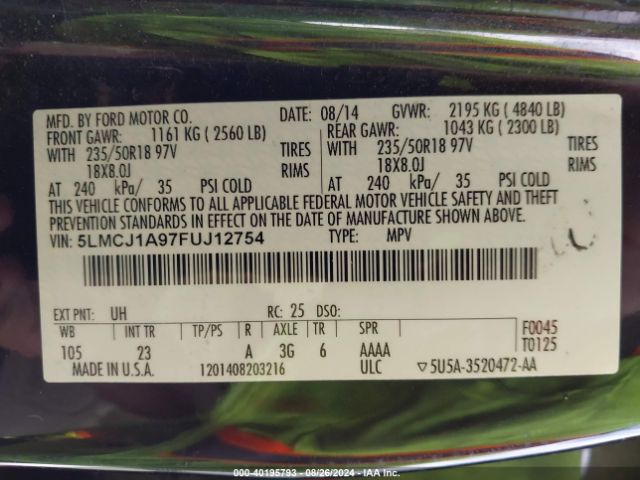 MFD. BY FORD MOTOR CO. DATE: 08/14 GVWR: 2195 KG ( 4840 LB)
FRONT GAWR: 1161 KG ( 2560 LB) REAR GAWR: 1043 KG ( 2300 LB)
WITH 235/50R18 97V TIRES WITH 235/50R18 97V TIRES
18X8.0J RIMS 18X8.0J RIMS
AT 240 kPa/ 35 PSI COLD AT 240 kPa/ 35 PSI COLD
THIS VEHICLE CONFORMS TO ALL APPLICABLE FEDERAL MOTOR VEHICLE SAFETY AND THEFT
PREVENTION STANDARDS IN EFFECT ON THE DATE OF MANUFACTURE SHOWN ABOVE.
VIN: 5LMCJ1A97FUJ12754 TYPE: MPV
EXT PNT: UH RC: 25 DSO:
WB INT TR TP/PS R AXLE TR SPR F0045
105 23 A 3G 6 AAAA T0125
MADE IN U.S.A. 1201408203216 ULC 5U5A-3520472-AA
000-40195793 - 08/26/2024 - IAA Inc.